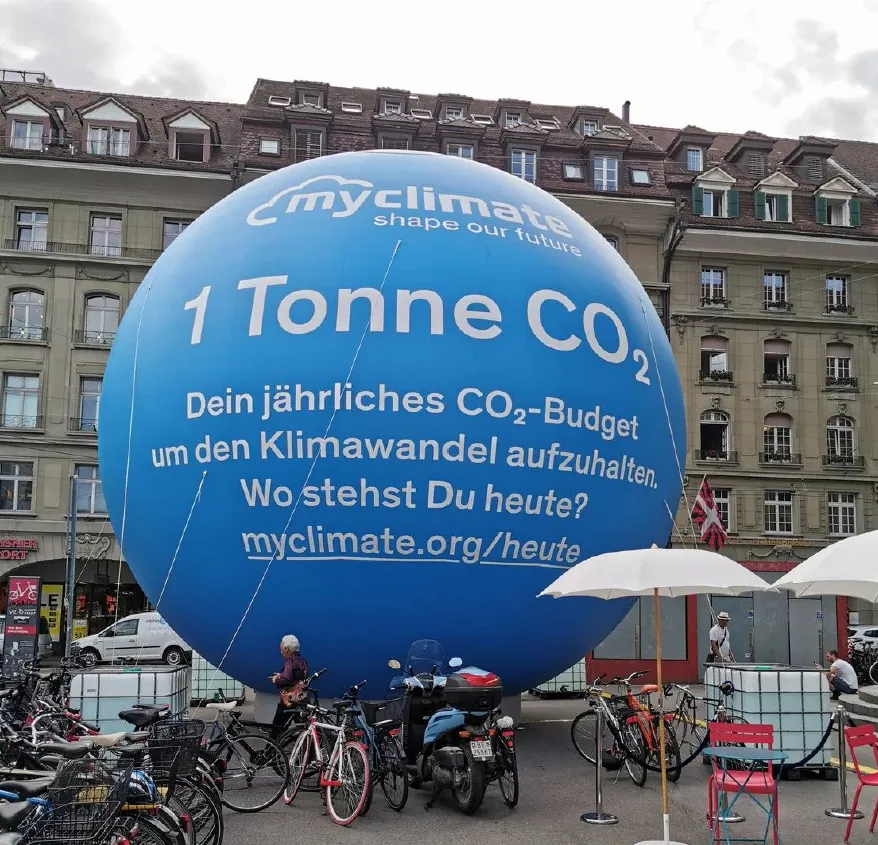 myclimate
shape our future
1 Tonne CO₂
Dein jährliches CO₂-Budget
um den Klimawandel aufzuhalten.
Wo stehst Du heute?
myclimate.org/heute